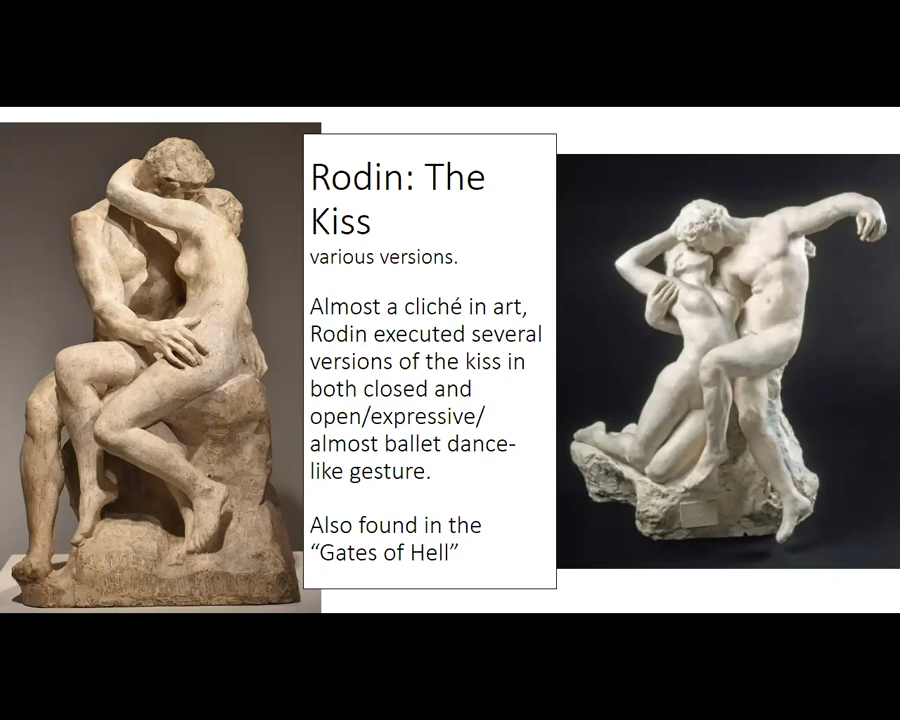 Rodin: The
Kiss
various versions.
Almost a cliché in art,
Rodin executed several
versions of the kiss in
both closed and
open/expressive/
almost ballet dance-
like gesture.
Also found in the
“Gates of Hell”